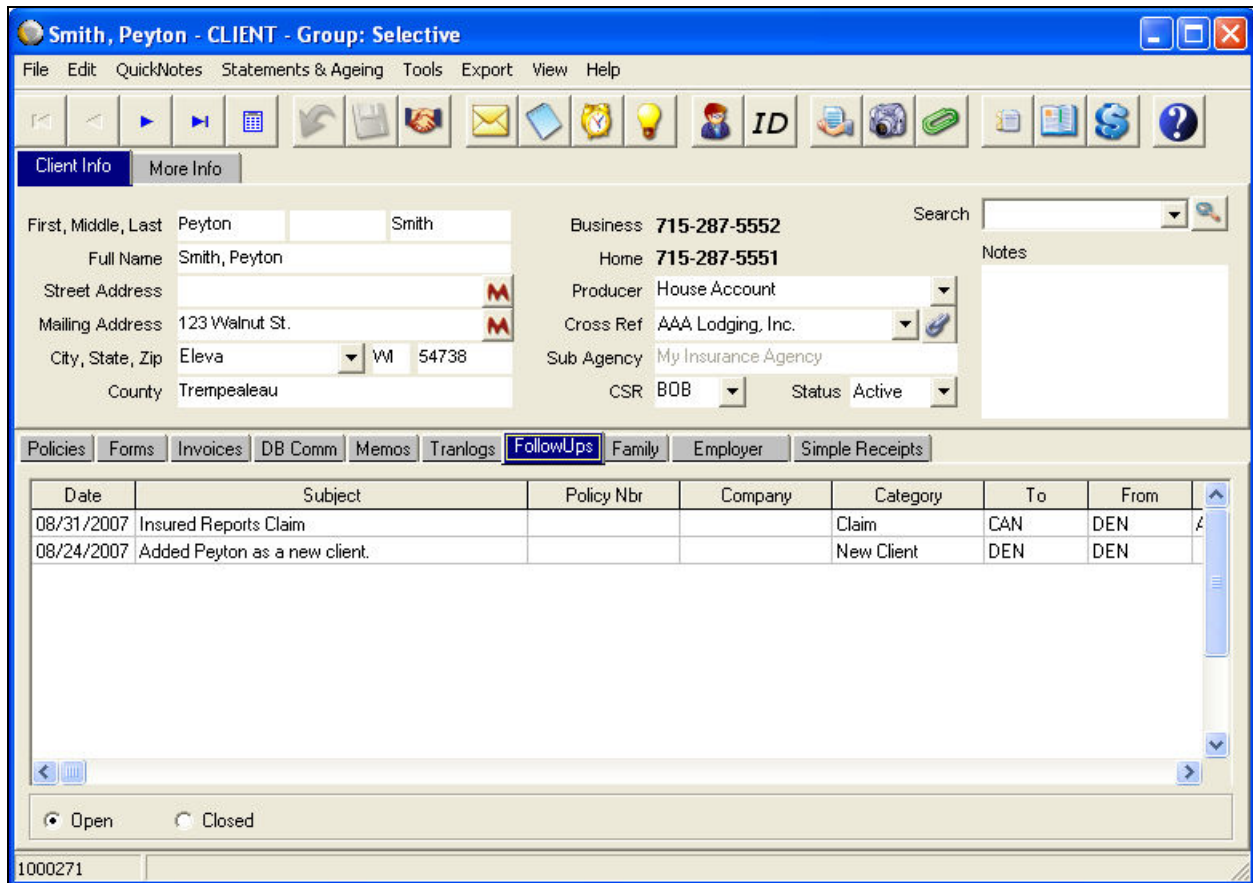 Smith, Peyton - CLIENT - Group: Selective
File Edit QuickNotes Statements & Ageing Tools Export View Help
ID ?
Client Info More Info
First, Middle, Last Peyton Smith Business 715-287-5552 Search
Full Name Smith, Peyton Home 715-287-5551 Notes
Street Address M Producer House Account
Mailing Address 123 Walnut St. M Cross Ref AAA Lodging, Inc.
City, State, Zip Eleva WI 54738 Sub Agency My Insurance Agency
County Trempealeau CSR BOB Status Active
Policies Forms Invoices DB Comm Memos Tranlogs FollowUps Family Employer Simple Receipts
Date Subject Policy Nbr Company Category To From
08/31/2007 Insured Reports Claim Claim CAN DEN
08/24/2007 Added Peyton as a new client. New Client DEN DEN
Open Closed
1000271